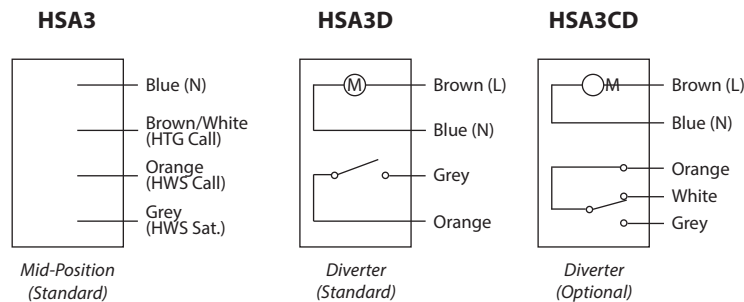 HSA3
Blue (N)
Brown/White
(HTG Call)
Orange
(HWS Call)
Grey
(HWS Sat.)
Mid-Position
(Standard)
HSA3D
M
Brown (L)
Blue (N)
Grey
Orange
Diverter
(Standard)
HSA3CD
M
Brown (L)
Blue (N)
Orange
White
Grey
Diverter
(Optional)